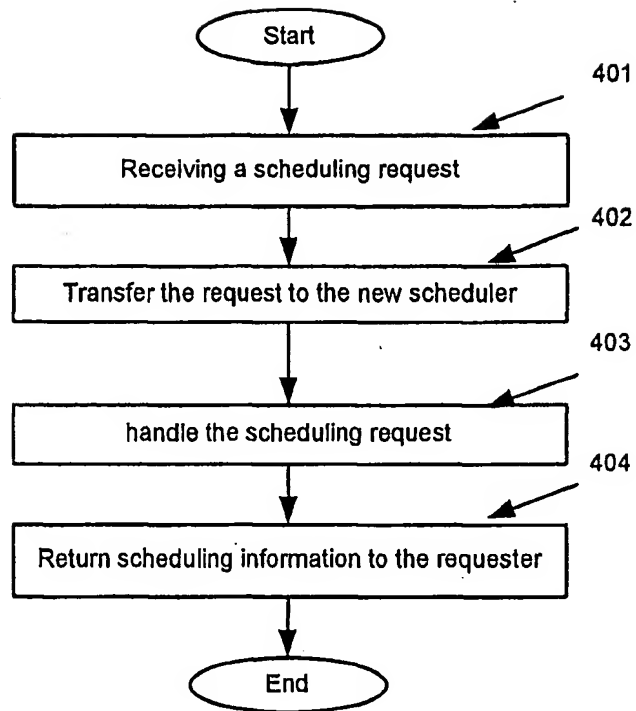 Start
401
Receiving a scheduling request
402
Transfer the request to the new scheduler
403
handle the scheduling request
404
Return scheduling information to the requester
End